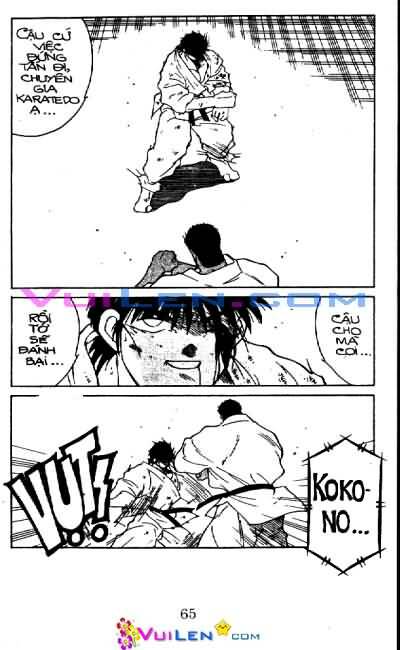 CẬU CỨ
VIỆC
ĐỨNG
TẤN ĐI,
CHUYÊN
GIA
KARATEDO
Ạ...
VuiLen.com
CẬU CHO
MÀ
COI...
RỒI
TỚ
SẼ
ĐÁNH
BẠI...
VỤT!!
KOKO-
NO...
65
VuiLen.com